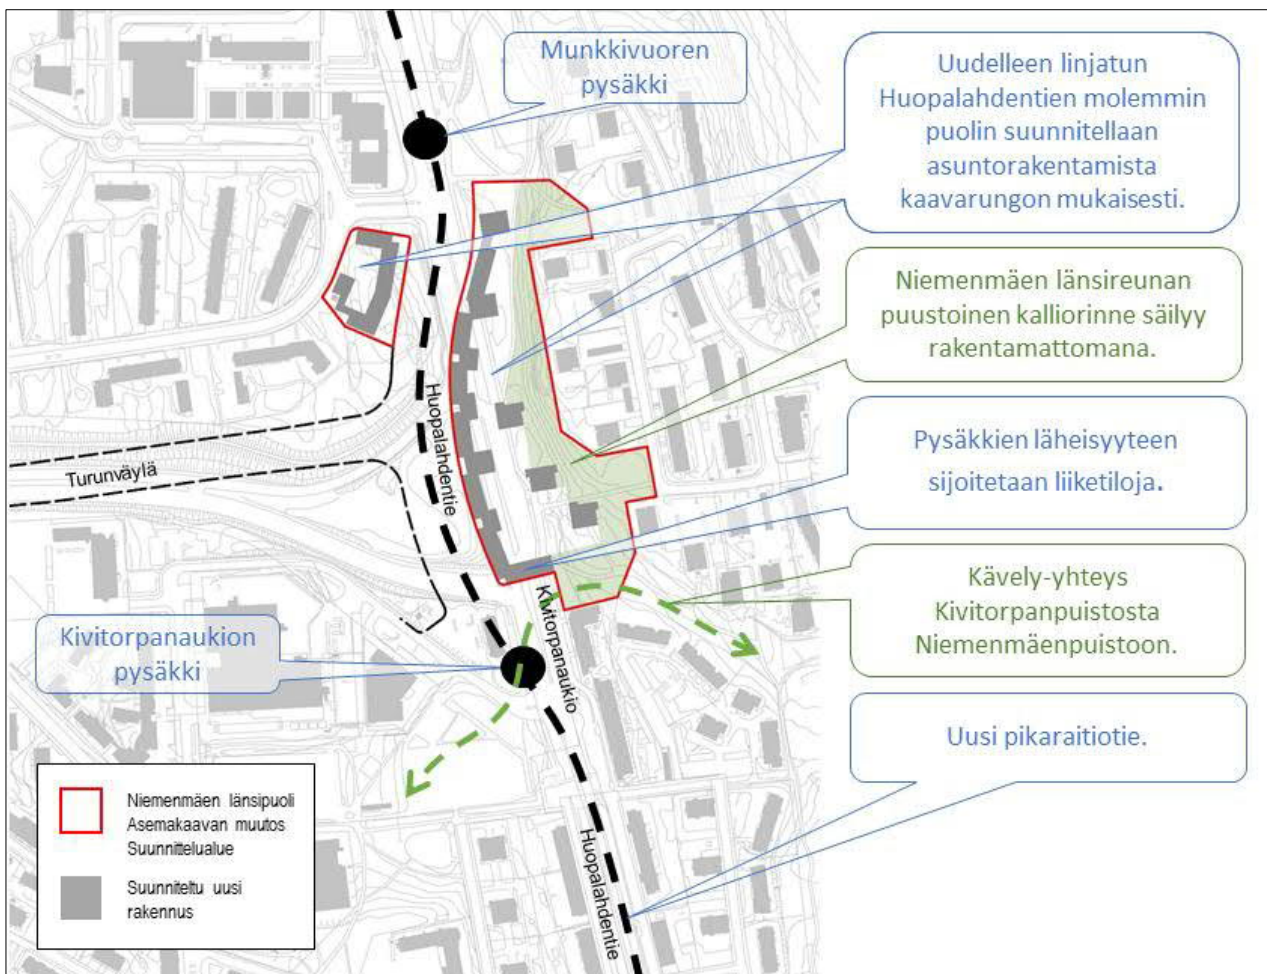 Munkkivuoren
pysäkki
Uudelleen linjatun
Huopalahdentien molemmin
puolin suunnitellaan
asuntorakentamista
kaavarungon mukaisesti.
Niemenmäen länsireunan
puustoinen kalliorinne säilyy
rakentamattomana.
Huopalahdentie
Turunväylä
Pysäkkien läheisyyteen
sijoitetaan liiketiloja.
Kävely-yhteys
Kivitorpanpuistosta
Niemenmäenpuistoon.
Kivitorpanaukion
pysäkki
Kivitorpanaukio
Uusi pikaraitiotie.
Huopalahdentie
Niemenmäen länsipuoli
Asemakaavan muutos
Suunnittelualue
Suunniteltu uusi
rakennus